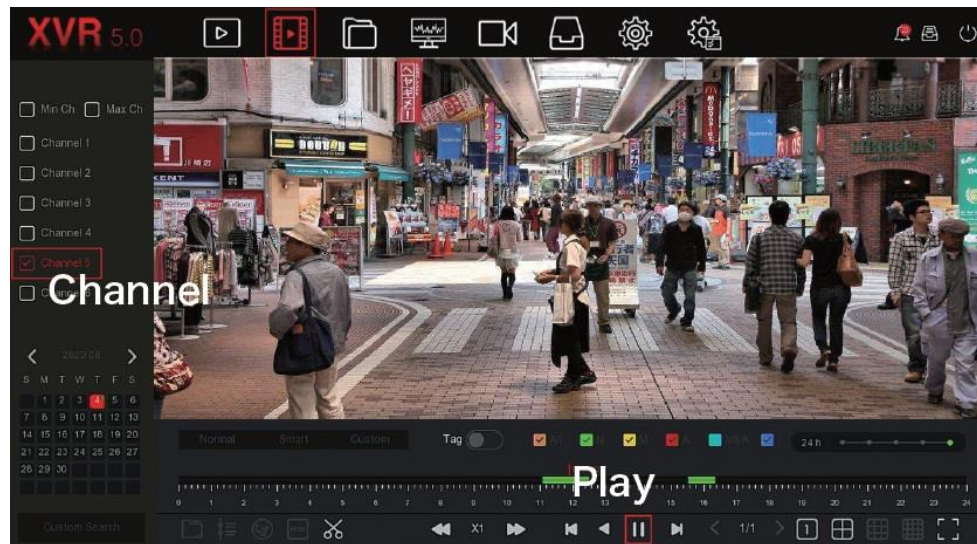 XVR 5.0
Min Ch
Max Ch
Channel 1
Channel 2
Channel 3
Channel 4
Channel 5
Channel
S M T W T F S
1 2 3 4 5 6
7 8 9 10 11 12 13
14 15 16 17 18 19 20
21 22 23 24 25 26 27
28 29 30
Custom Search
LIBERTAS
Normal Smart Custom
Tag
All N M A M&A I
24 h
Play
0 1 2 3 4 5 6 7 8 9 10 11 12 13 15 16 17 18 19 20 21 22 23 24
X1
1/1
1